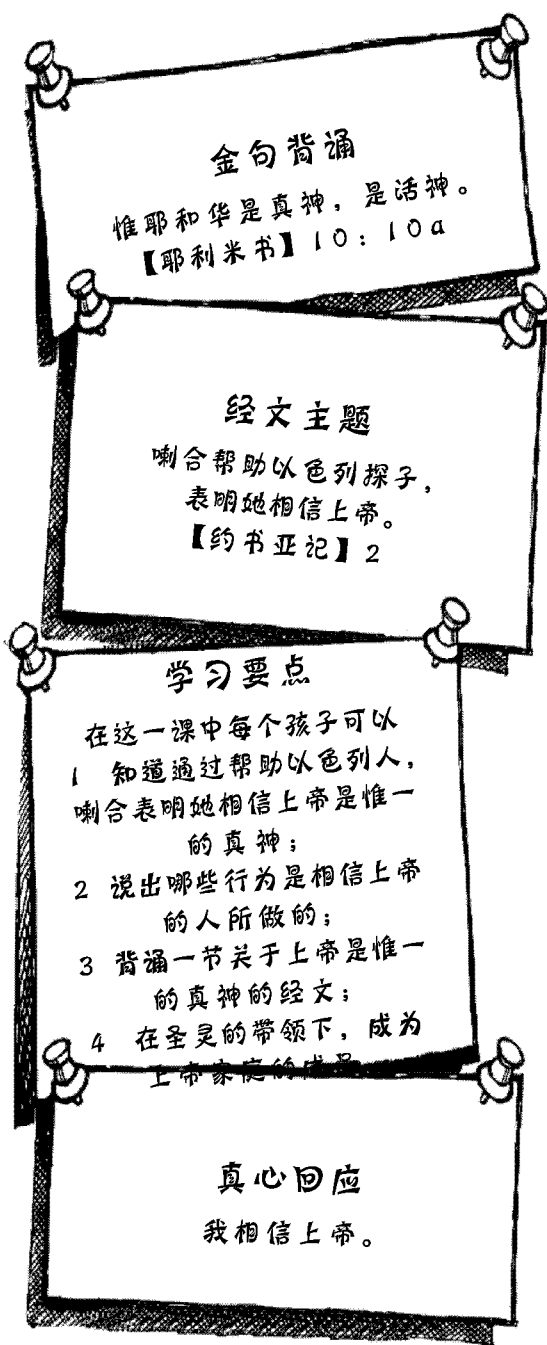 金句背诵
惟耶和华是真神，是活神。
【耶利米书】10：10a
经文主题
喇合帮助以色列探子，
表明她相信上帝。
【约书亚记】2
学习要点
在这一课中每个孩子可以
1 知道通过帮助以色列人，
喇合表明她相信上帝是惟一
的真神；
2 说出哪些行为是相信上帝
的人所做的；
3 背诵一节关于上帝是惟一
的真神的经文；
4 在圣灵的带领下，成为
上帝家庭的成员
真心回应
我相信上帝。